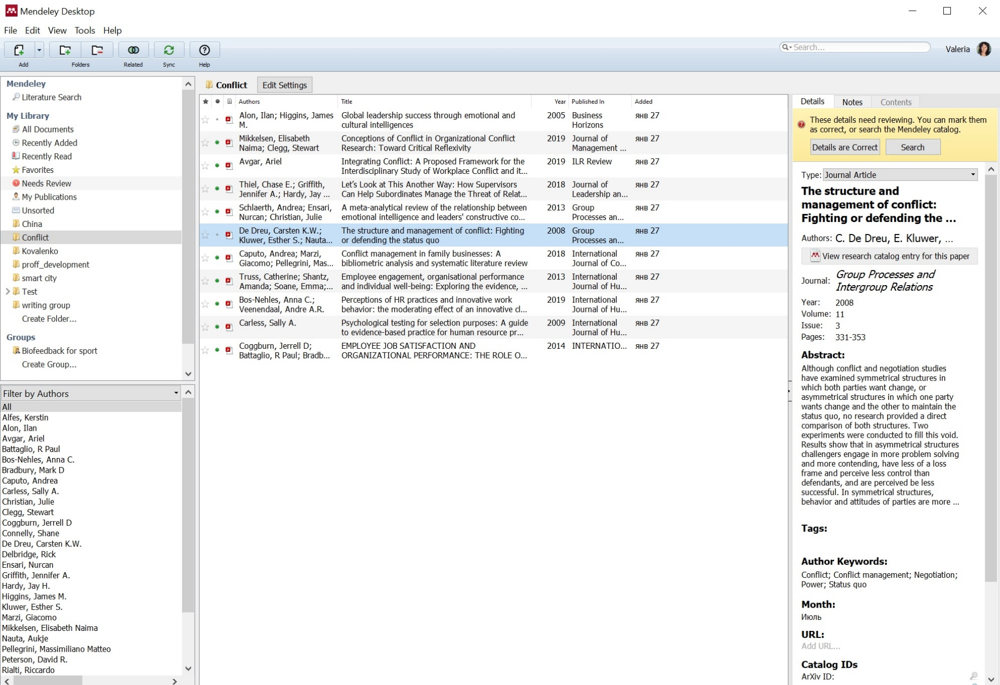 Mendeley Desktop
File Edit View Tools Help
Add Folders Related Sync Help
Search...
Valeria
Mendeley
Literature Search
My Library
All Documents
Recently Added
Recently Read
Favorites
Needs Review
My Publications
Unsorted
China
Conflict
Kovalenko
proff_development
smart city
Test
writing group
Create Folder...
Groups
Biofeedback for sport
Create Group...
Filter by Authors
All
Alfes, Kerstin
Alon, Ilan
Avgar, Ariel
Battaglio, R Paul
Bos-Nehles, Anna C.
Bradbury, Mark D
Caputo, Andrea
Carless, Sally A.
Christian, Julie
Clegg, Stewart
Coggburn, Jerrell D
Connelly, Shane
De Dreu, Carsten K.W.
Delbridge, Rick
Ensari, Nurcan
Griffith, Jennifer A.
Hardy, Jay H.
Higgins, James M.
Kluwer, Esther S.
Marzi, Giacomo
Mikkelsen, Elisabeth Naima
Nauta, Aukje
Pellegrini, Massimiliano Matteo
Peterson, David R.
Rialti, Riccardo
Conflict Edit Settings
Authors Title Year Published In Added
Alon, Ilan; Higgins, James Global leadership success through emotional and 2005 Business янв 27
M. cultural intelligences Horizons
Mikkelsen, Elisabeth Conceptions of Conflict in Organizational Conflict 2019 Journal of янв 27
Naima; Clegg, Stewart Research: Toward Critical Reflexivity Management ...
Avgar, Ariel Integrating Conflict: A Proposed Framework for the 2019 ILR Review янв 27
Interdisciplinary Study of Workplace Conflict and it...
Thiel, Chase E.; Griffith, Let's Look at This Another Way: How Supervisors 2018 Journal of янв 27
Jennifer A.; Hardy, Jay ... Can Help Subordinates Manage the Threat of Relat... Leadership an...
Schlaerth, Andrea; Ensari, A meta-analytical review of the relationship between 2013 Group янв 27
Nurcan; Christian, Julie emotional intelligence and leaders' constructive co... Processes an...
De Dreu, Carsten K.W.; The structure and management of conflict: Fighting 2008 Group янв 27
Kluwer, Esther S.; Nauta... or defending the status quo Processes an...
Caputo, Andrea; Marzi, Conflict management in family businesses: A 2018 International янв 27
Giacomo; Pellegrini, Mas... bibliometric analysis and systematic literature review Journal of Co...
Truss, Catherine; Shantz, Employee engagement, organisational performance 2013 International янв 27
Amanda; Soane, Emma;... and individual well-being: Exploring the evidence, ... Journal of Hu...
Bos-Nehles, Anna C.; Perceptions of HR practices and innovative work 2019 International янв 27
Veenendaal, Andre A.R. behavior: the moderating effect of an innovative cl... Journal of Hu...
Carless, Sally A. Psychological testing for selection purposes: A guide 2009 International янв 27
to evidence-based practice for human resource pr... Journal of Hu...
Coggburn, Jerrell D; EMPLOYEE JOB SATISFACTION AND 2014 INTERNATIO... янв 27
Battaglio, R Paul; Bradb... ORGANIZATIONAL PERFORMANCE: THE ROLE O...
Details Notes Contents
These details need reviewing. You can mark them
as correct, or search the Mendeley catalog.
Details are Correct Search
Type: Journal Article
The structure and
management of conflict:
Fighting or defending the ...
Authors: C. De Dreu, E. Kluwer, ...
View research catalog entry for this paper
Journal: Group Processes and
Intergroup Relations
Year: 2008
Volume: 11
Issue: 3
Pages: 331-353
Abstract:
Although conflict and negotiation studies
have examined symmetrical structures in
which both parties want change, or
asymmetrical structures in which one party
wants change and the other to maintain the
status quo, no research provided a direct
comparison of both structures. Two
experiments were conducted to fill this void.
Results show that in asymmetrical structures
challengers engage in more problem solving
and more contending, have less of a loss
frame and perceive less control than
defendants, and are perceived be less
successful. In symmetrical structures,
behavior and attitudes of parties are more ...
Tags:
Author Keywords:
Conflict; Conflict management; Negotiation;
Power; Status quo
Month:
Июль
URL:
Add URL...
Catalog IDs
ArXiv ID: